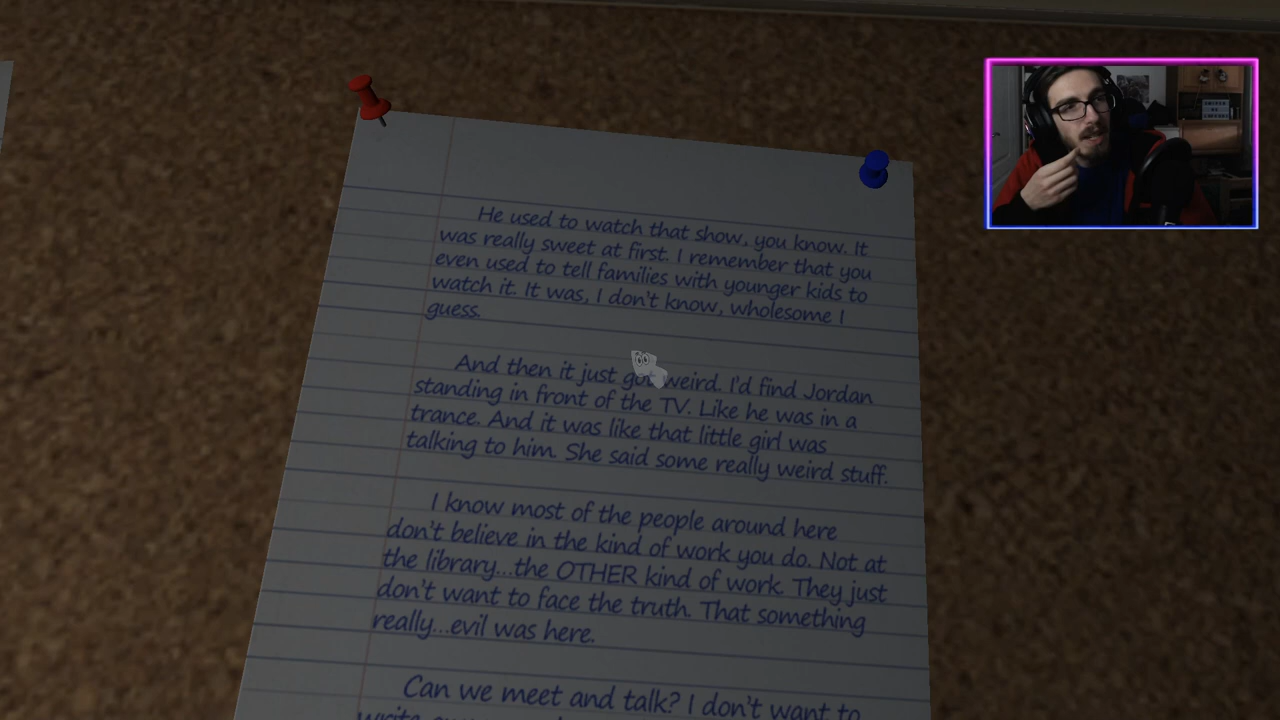 He used to watch that show, you know. It
was really sweet at first. I remember that you
even used to tell families with younger kids to
watch it. It was, I don't know, wholesome I
guess.
And then it just got weird. I'd find Jordan
standing in front of the TV. Like he was in a
trance. And it was like that little girl was
talking to him. She said some really weird stuff.
I know most of the people around here
don't believe in the kind of work you do. Not at
the library...the OTHER kind of work. They just
don't want to face the truth. That something
really...evil was here.
Can we meet and talk? I don't want to
write